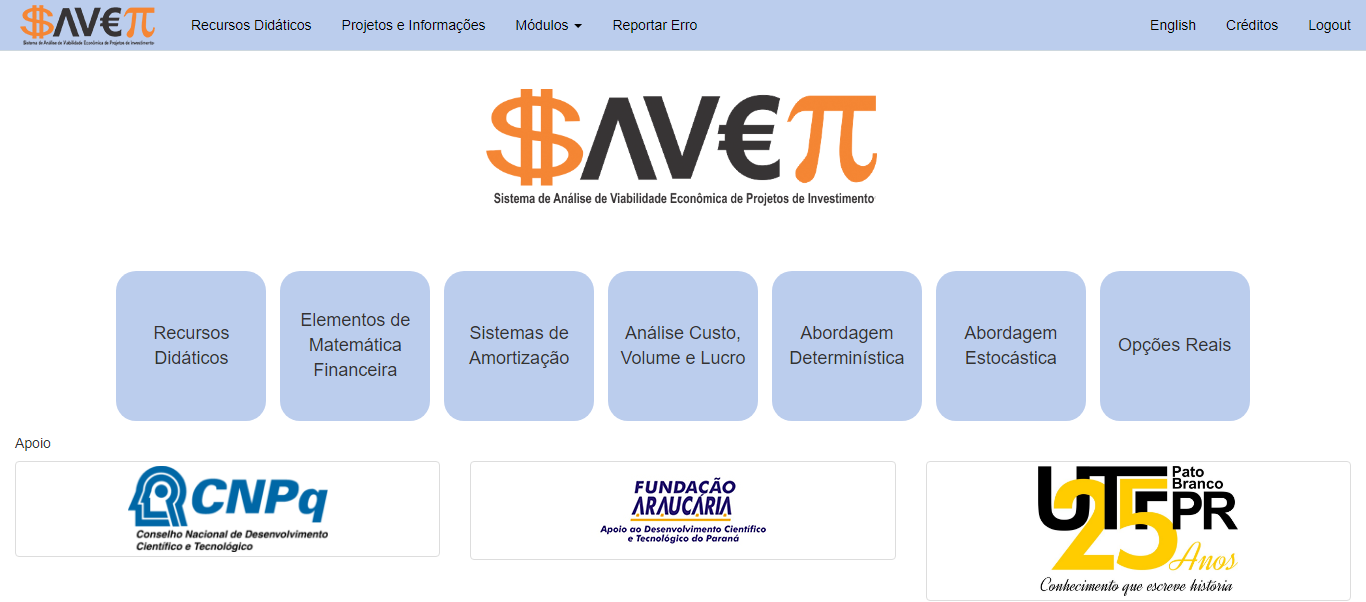 $AV€π Recursos Didáticos Projetos e Informações Módulos Reportar Erro English Créditos Logout
Sistema de Análise de Viabilidade Econômica de Projetos de Investimento
$AV€π
Sistema de Análise de Viabilidade Econômica de Projetos de Investimento
Recursos
Didáticos
Elementos de
Matemática
Financeira
Sistemas de
Amortização
Análise Custo,
Volume e Lucro
Abordagem
Determinística
Abordagem
Estocástica
Opções Reais
Apoio
CNPq
Conselho Nacional de Desenvolvimento
Científico e Tecnológico
FUNDAÇÃO
ARAUCÁRIA
Apoio ao Desenvolvimento Científico
e Tecnológico do Paraná
Pato
Branco
UTFPR
25
Anos
Conhecimento que escreve história